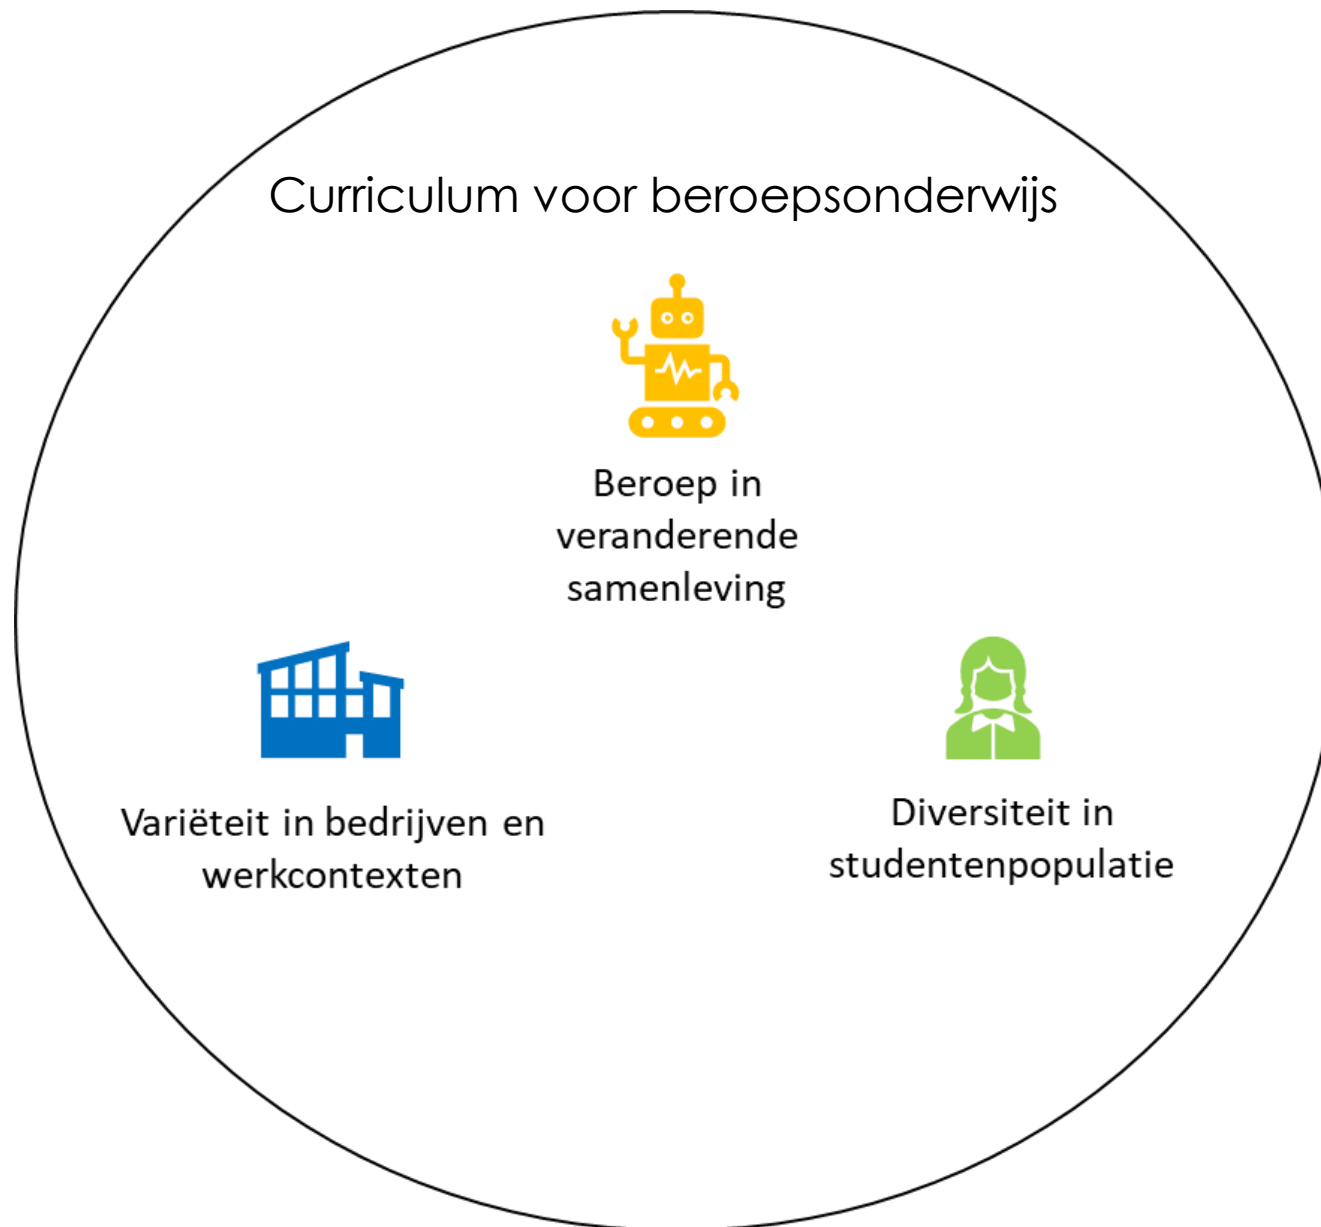 Curriculum voor beroepsonderwijs
Beroep in
veranderende
samenleving
Variëteit in bedrijven en
werkcontexten
Diversiteit in
studentenpopulatie